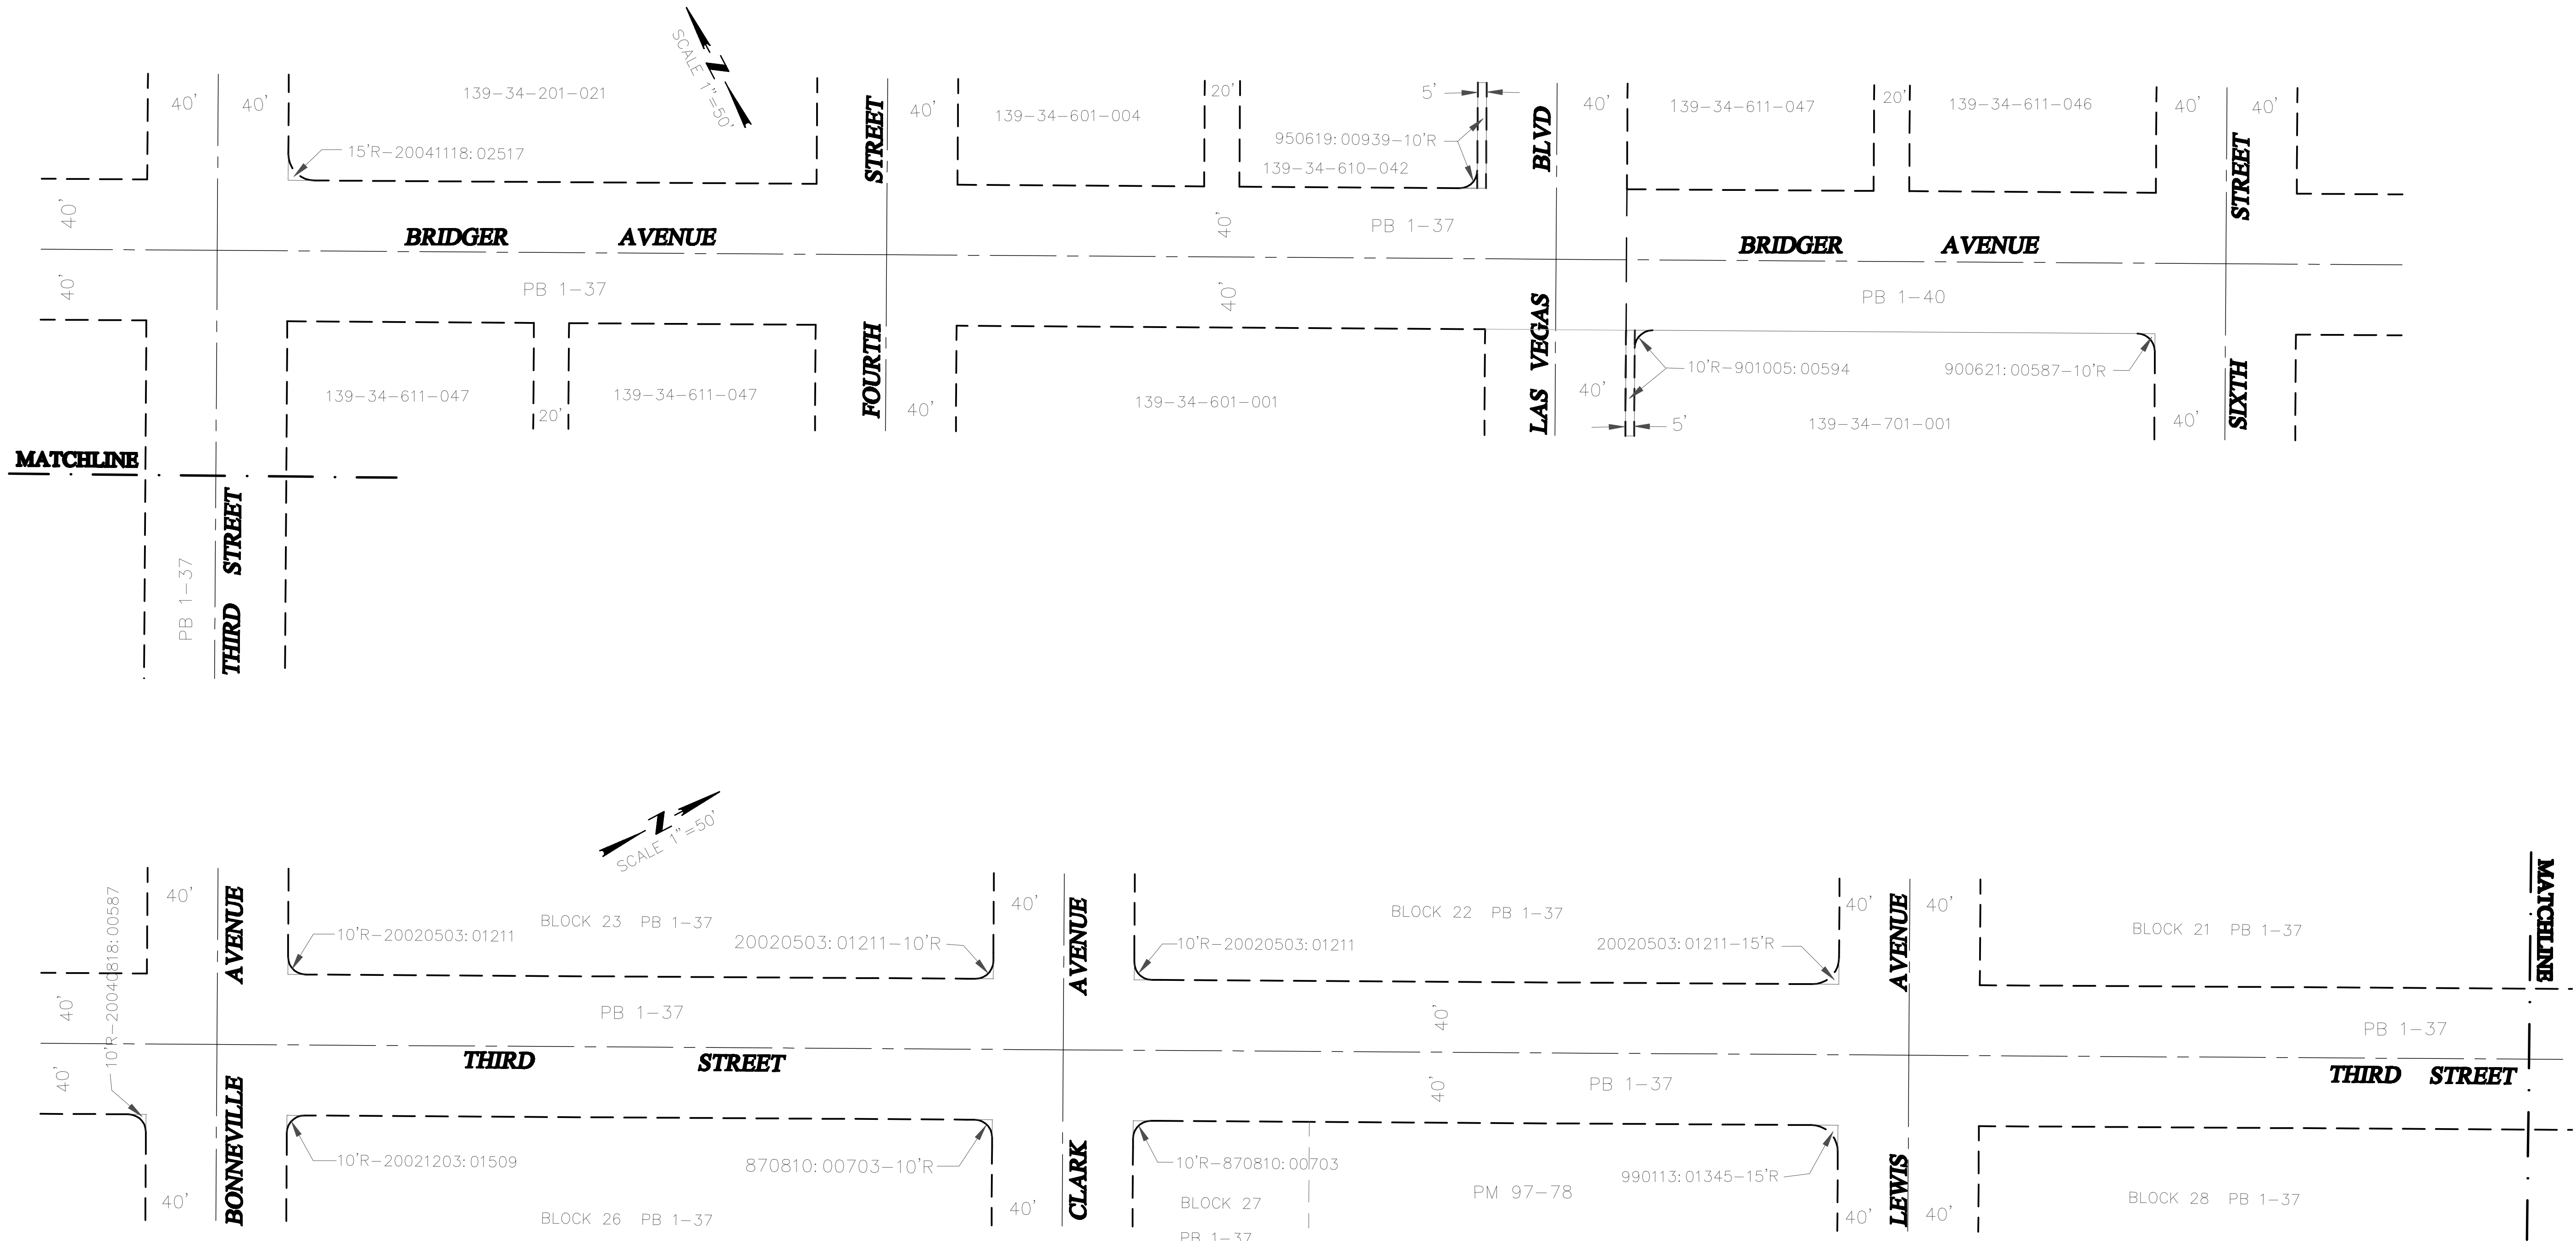 SCALE 1"=50'
Z
40'
40'
139-34-201-021
15'R-20041118:02517
STREET
40'
139-34-601-004
20'
5'
950619:00939-10'R
139-34-610-042
BLVD
40'
139-34-611-047
20'
139-34-611-046
40'
40'
STREET
40'
BRIDGER AVENUE
40'
PB 1-37
BRIDGER AVENUE
40'
PB 1-37
40'
PB 1-40
139-34-611-047
20'
139-34-611-047
FOURTH
40'
139-34-601-001
LAS VEGAS
40'
10'R-901005:00594
5'
900621:00587-10'R
139-34-701-001
40'
SIXTH
MATCHLINE
PB 1-37
THIRD STREET
Z
SCALE 1"=50'
10'R-20040818:00587
40'
AVENUE
10'R-20020503:01211
BLOCK 23 PB 1-37
20020503:01211-10'R
40'
AVENUE
10'R-20020503:01211
BLOCK 22 PB 1-37
20020503:01211-15'R
40'
AVENUE
40'
BLOCK 21 PB 1-37
MATCHLINE
40'
PB 1-37
40'
PB 1-37
40'
THIRD STREET
40'
PB 1-37
THIRD STREET
40'
BONNEVILLE
10'R-20021203:01509
BLOCK 26 PB 1-37
870810:00703-10'R
40'
CLARK
10'R-870810:00703
BLOCK 27
PB 1-37
PM 97-78
990113:01345-15'R
40'
LEWIS
40'
BLOCK 28 PB 1-37